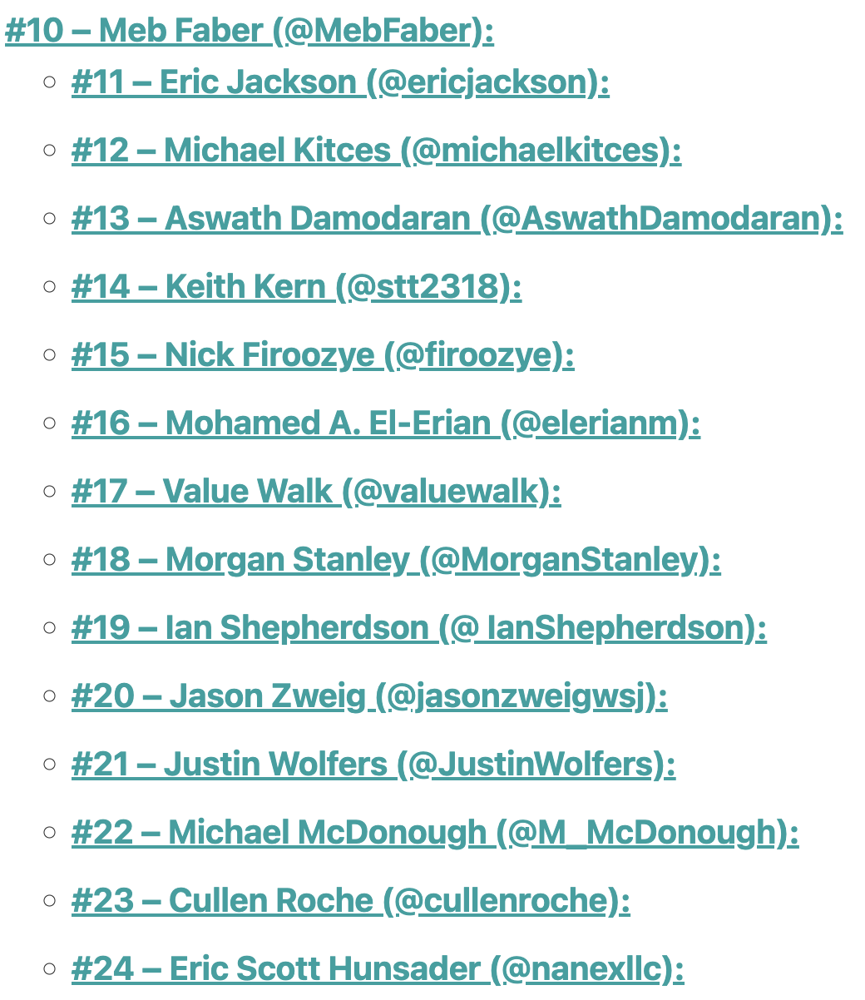 #10 – Meb Faber (@MebFaber):
#11 – Eric Jackson (@ericjackson):
#12 – Michael Kitces (@michaelkitces):
#13 – Aswath Damodaran (@AswathDamodaran):
#14 – Keith Kern (@stt2318):
#15 – Nick Firoozye (@firoozye):
#16 – Mohamed A. El-Erian (@elerianm):
#17 – Value Walk (@valuewalk):
#18 – Morgan Stanley (@MorganStanley):
#19 – Ian Shepherdson (@ IanShepherdson):
#20 – Jason Zweig (@jasonzweigwsj):
#21 – Justin Wolfers (@JustinWolfers):
#22 – Michael McDonough (@M_McDonough):
#23 – Cullen Roche (@cullenroche):
#24 – Eric Scott Hunsader (@nanexllc):